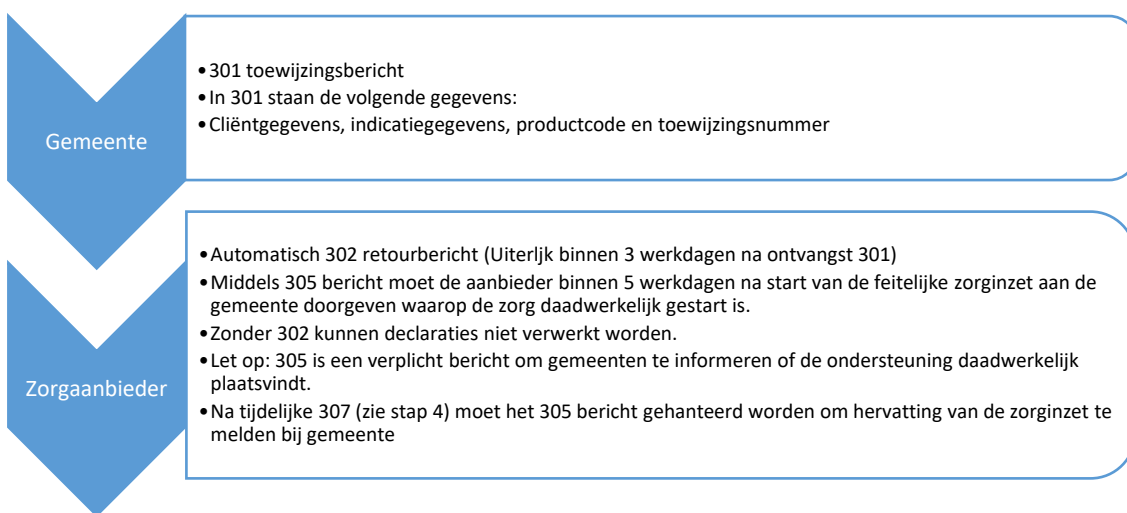 Gemeente
•301 toewijzingsbericht
•In 301 staan de volgende gegevens:
•Cliëntgegevens, indicatiegegevens, productcode en toewijzingsnummer
Zorgaanbieder
•Automatisch 302 retourbericht (Uiterljk binnen 3 werkdagen na ontvangst 301)
•Middels 305 bericht moet de aanbieder binnen 5 werkdagen na start van de feitelijke zorginzet aan de
gemeente doorgeven waarop de zorg daadwerkelijk gestart is.
•Zonder 302 kunnen declaraties niet verwerkt worden.
•Let op: 305 is een verplicht bericht om gemeenten te informeren of de ondersteuning daadwerkelijk
plaatsvindt.
•Na tijdelijke 307 (zie stap 4) moet het 305 bericht gehanteerd worden om hervatting van de zorginzet te
melden bij gemeente